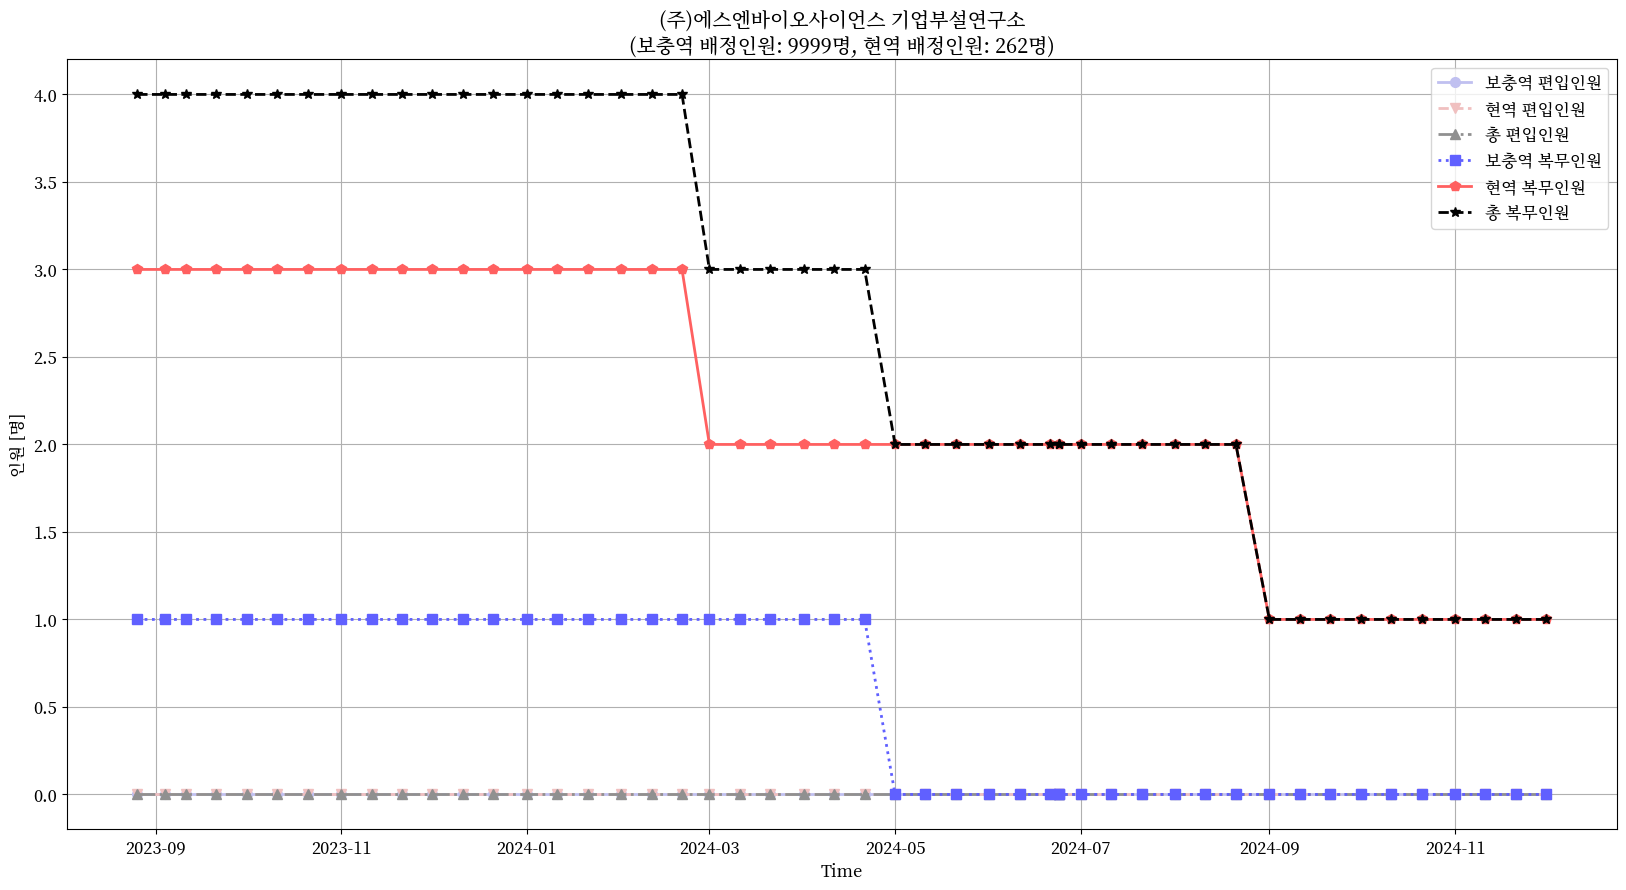 (주)에스엔바이오사이언스 기업부설연구소
(보충역 배정인원: 9999명, 현역 배정인원: 262명)
보충역 편입인원
현역 편입인원
총 편입인원
보충역 복무인원
현역 복무인원
총 복무인원
인원 [명]
4.0
3.5
3.0
2.5
2.0
1.5
1.0
0.5
0.0
2023-09
2023-11
2024-01
2024-03
2024-05
2024-07
2024-09
2024-11
Time